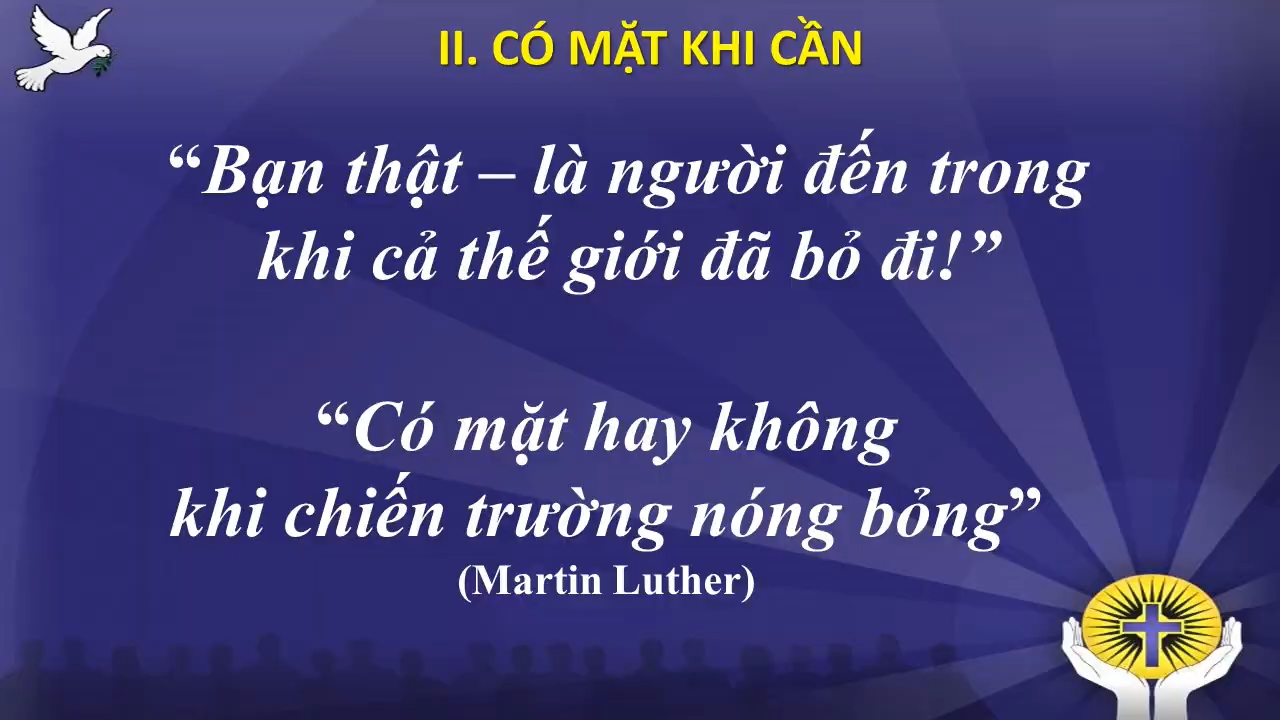 II. CÓ MẶT KHI CẦN
“Bạn thật – là người đến trong
khi cả thế giới đã bỏ đi!”
“Có mặt hay không
khi chiến trường nóng bỏng”
(Martin Luther)